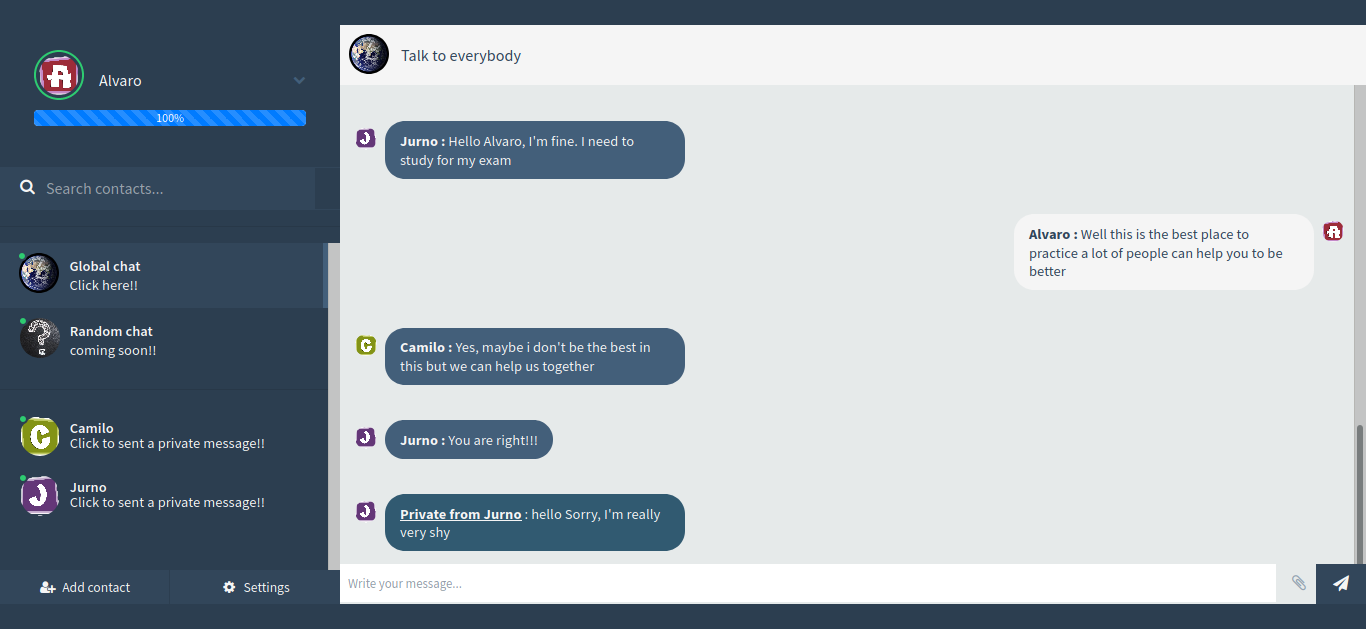 Alvaro
100%
Search contacts...
Global chat
Click here!!
Random chat
coming soon!!
Camilo
Click to sent a private message!!
Jurno
Click to sent a private message!!
Add contact
Settings
Talk to everybody
J
Jurno : Hello Alvaro, I'm fine. I need to
study for my exam
A
Alvaro : Well this is the best place to
practice a lot of people can help you to be
better
C
Camilo : Yes, maybe i don't be the best in
this but we can help us together
J
Jurno : You are right!!!
J
Private from Jurno : hello Sorry, I'm really
very shy
Write your message...